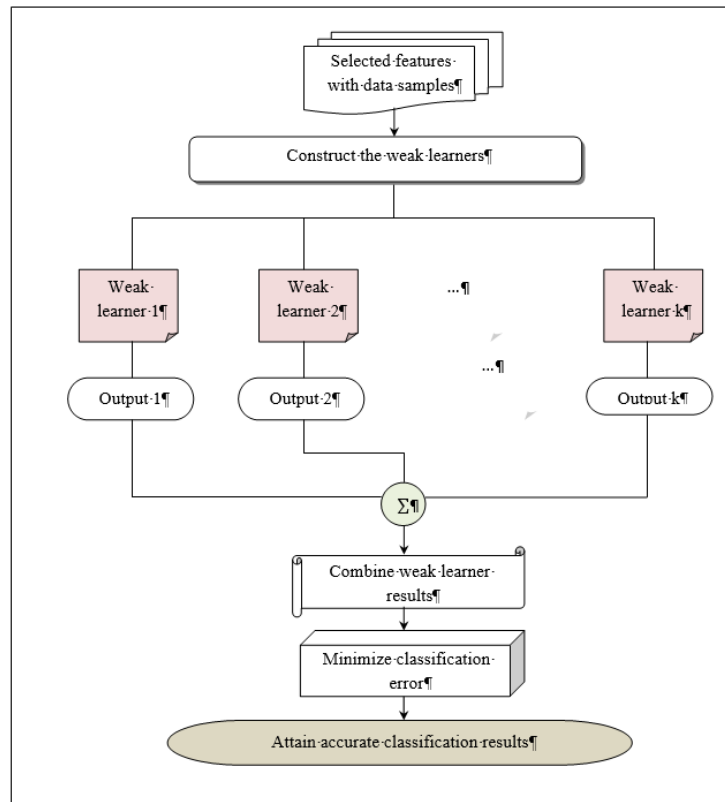 Selected·features·
with·data·samples¶
Construct·the·weak·learners¶
Weak·
learner·1¶
Weak·
learner·2¶
...¶
Weak·
learner·k¶
...¶
Output·1¶
Output·2¶
Output·k¶
Σ¶
Combine·weak·learner·
results¶
Minimize·classification·
error¶
Attain·accurate·classification·results¶